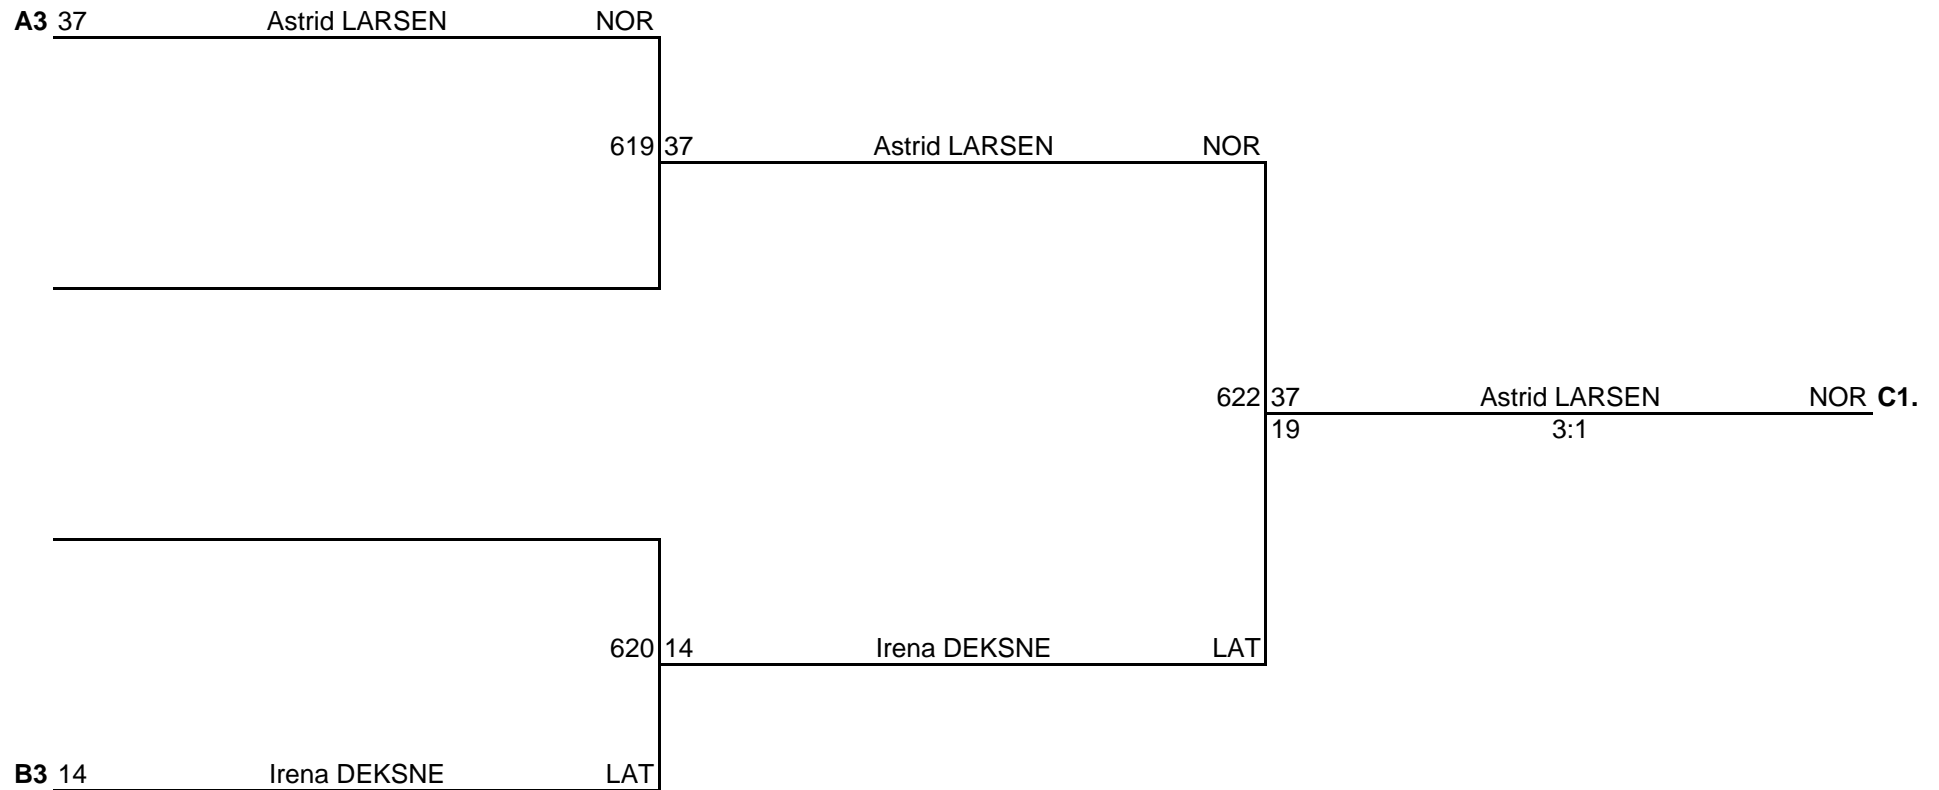 A3 37 Astrid LARSEN NOR
619 37 Astrid LARSEN NOR
622 37 Astrid LARSEN NOR C1.
19 3:1
620 14 Irena DEKSNE LAT
B3 14 Irena DEKSNE LAT